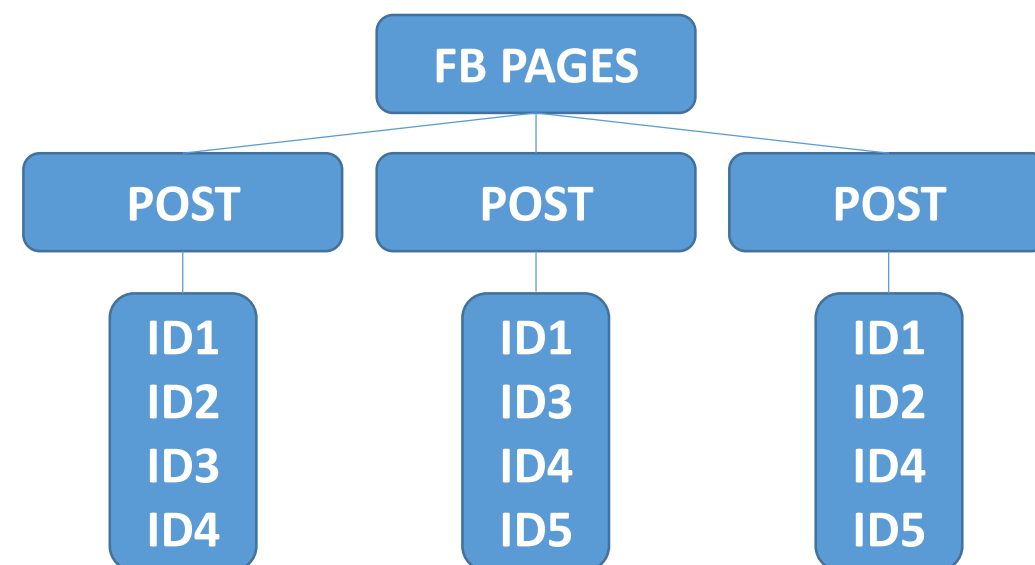 FB PAGES
POST
POST
POST
ID1
ID2
ID3
ID4
ID1
ID3
ID4
ID5
ID1
ID2
ID4
ID5